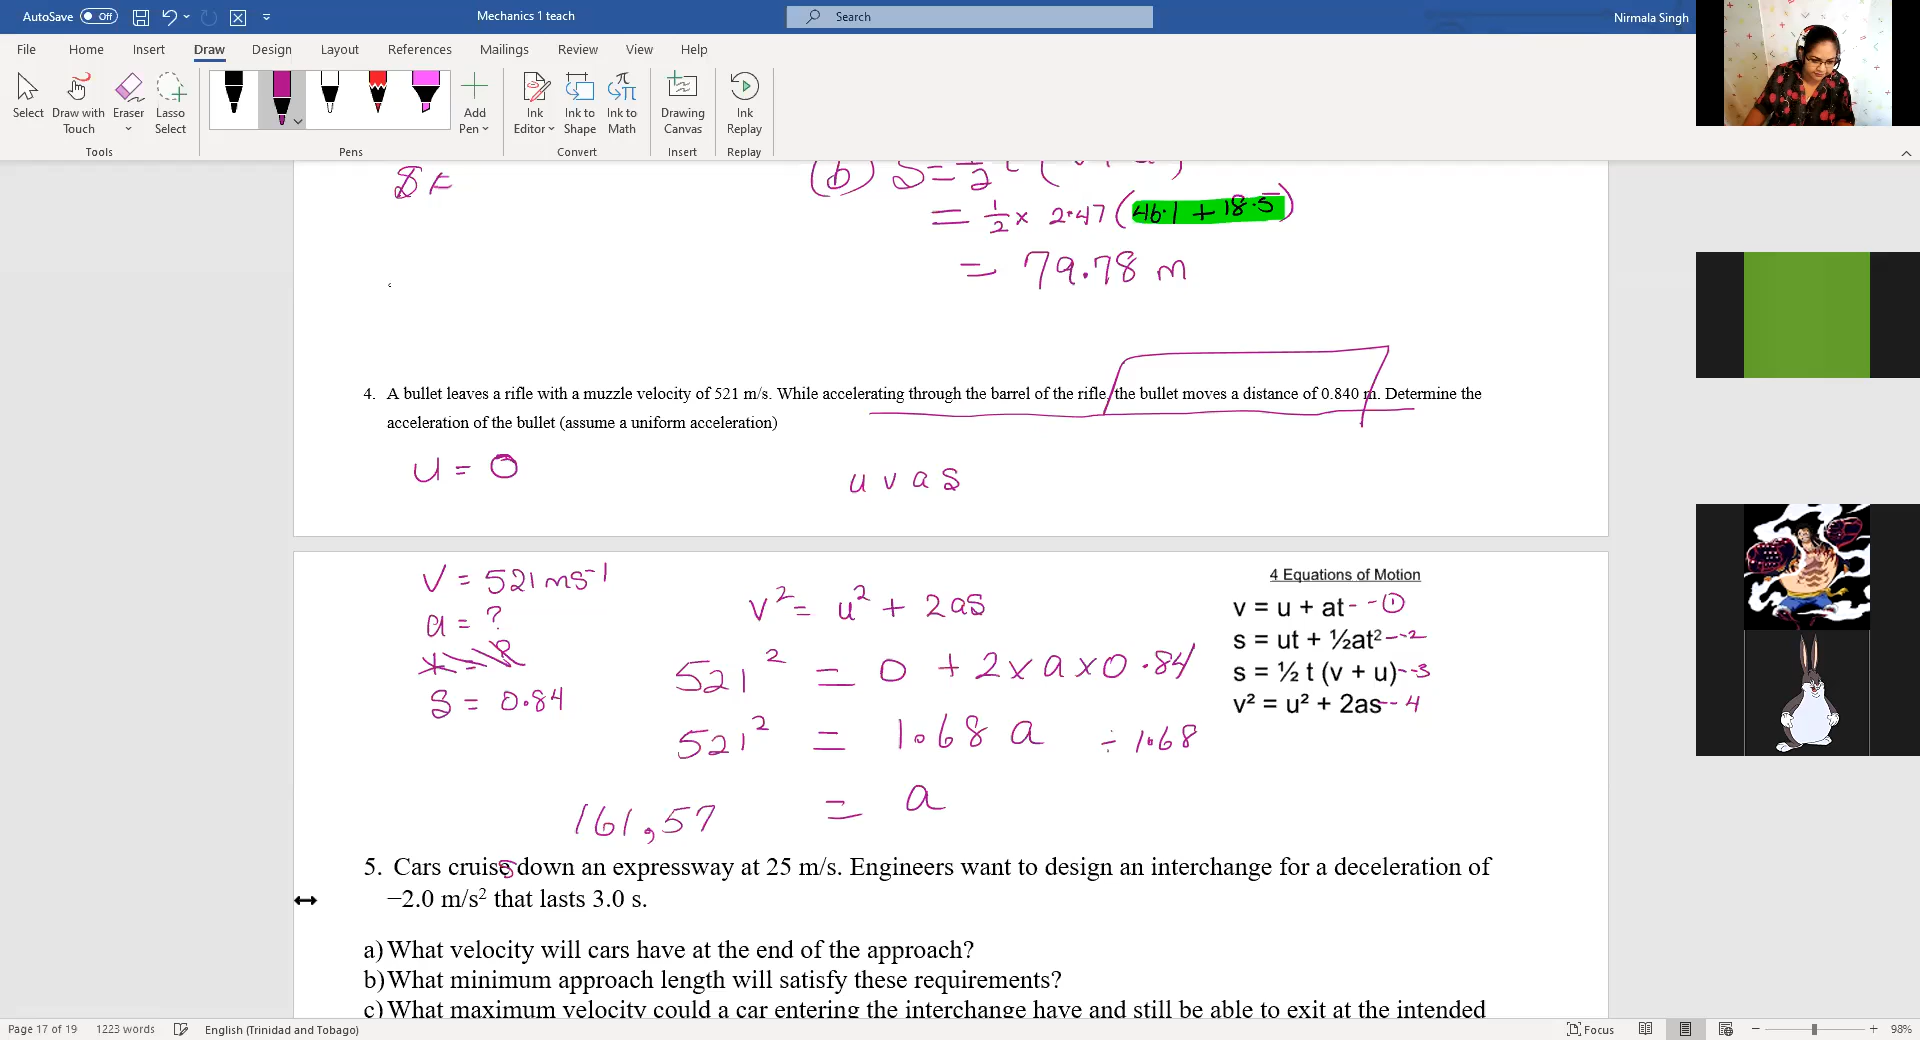 AutoSave Off Mechanics 1 teach Search Nirmala Singh
File Home Insert Draw Design Layout References Mailings Review View Help
Select Draw with Touch Eraser Lasso Select Add Pen Ink Editor Ink to Shape Ink to Math Drawing Canvas Ink Replay
Tools Pens Convert Insert Replay
(b) S = 1/2 t (v + u)
= 1/2 x 2.47 (46.1 + 18.5)
= 79.78 m
4. A bullet leaves a rifle with a muzzle velocity of 521 m/s. While accelerating through the barrel of the rifle, the bullet moves a distance of 0.840 m. Determine the
acceleration of the bullet (assume a uniform acceleration)
u = 0
u v a s
v = 521 ms⁻¹
a = ?
s = 0.84
v² = u² + 2as
521² = 0 + 2 x a x 0.84
521² = 1.68 a ÷ 1.68
161,57 = a
4 Equations of Motion
v = u + at - - ①
s = ut + ½at² -- 2
s = ½ t (v + u) -- 3
v² = u² + 2as -- 4
5. Cars cruise down an expressway at 25 m/s. Engineers want to design an interchange for a deceleration of
−2.0 m/s² that lasts 3.0 s.
a) What velocity will cars have at the end of the approach?
b) What minimum approach length will satisfy these requirements?
c) What maximum velocity could a car entering the interchange have and still be able to exit at the intended
Page 17 of 19 1223 words English (Trinidad and Tobago) Focus 98%